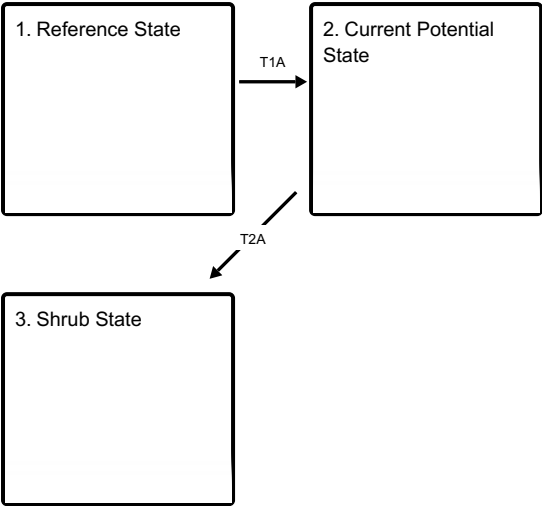 1. Reference State
T1A
2. Current Potential
State
T2A
3. Shrub State